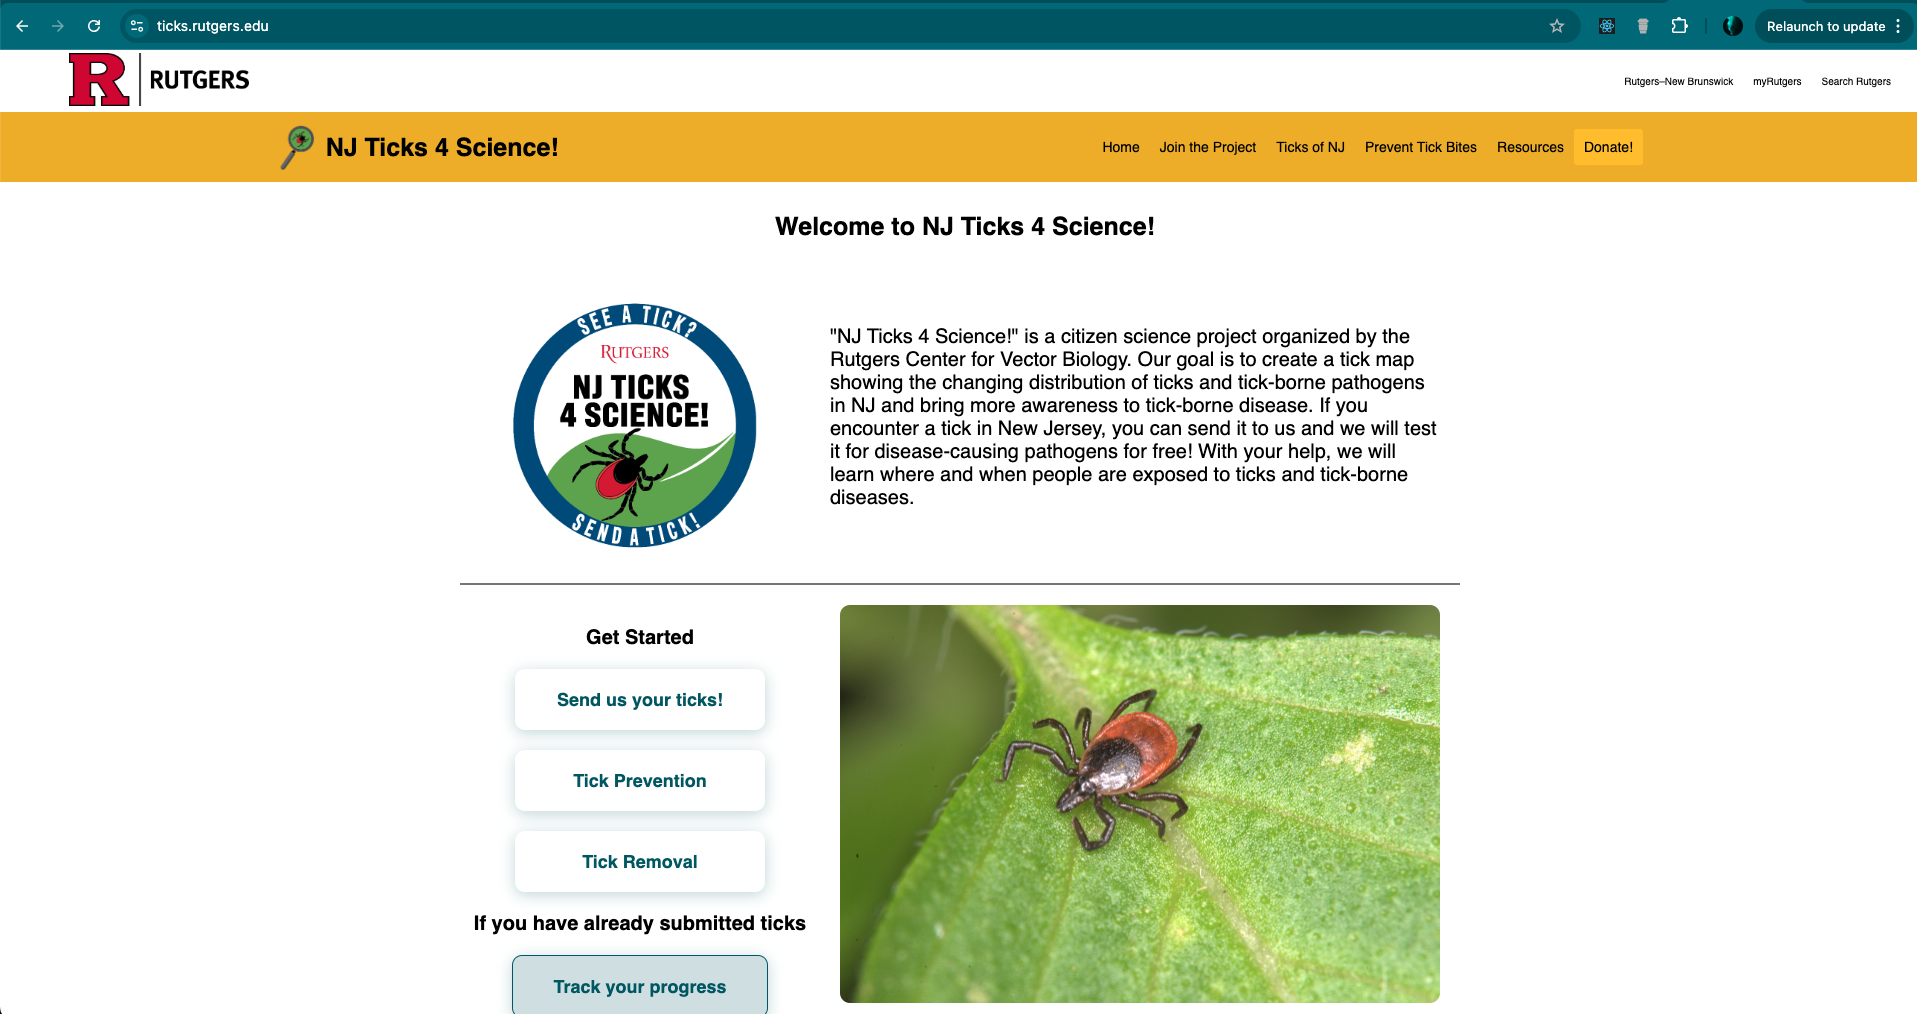 ticks.rutgers.edu
Relaunch to update
R RUTGERS
Rutgers–New Brunswick myRutgers Search Rutgers
NJ Ticks 4 Science!
Home Join the Project Ticks of NJ Prevent Tick Bites Resources Donate!
Welcome to NJ Ticks 4 Science!
SEE A TICK?
RUTGERS
NJ TICKS
4 SCIENCE!
SEND A TICK!
"NJ Ticks 4 Science!" is a citizen science project organized by the
Rutgers Center for Vector Biology. Our goal is to create a tick map
showing the changing distribution of ticks and tick-borne pathogens
in NJ and bring more awareness to tick-borne disease. If you
encounter a tick in New Jersey, you can send it to us and we will test
it for disease-causing pathogens for free! With your help, we will
learn where and when people are exposed to ticks and tick-borne
diseases.
Get Started
Send us your ticks!
Tick Prevention
Tick Removal
If you have already submitted ticks
Track your progress